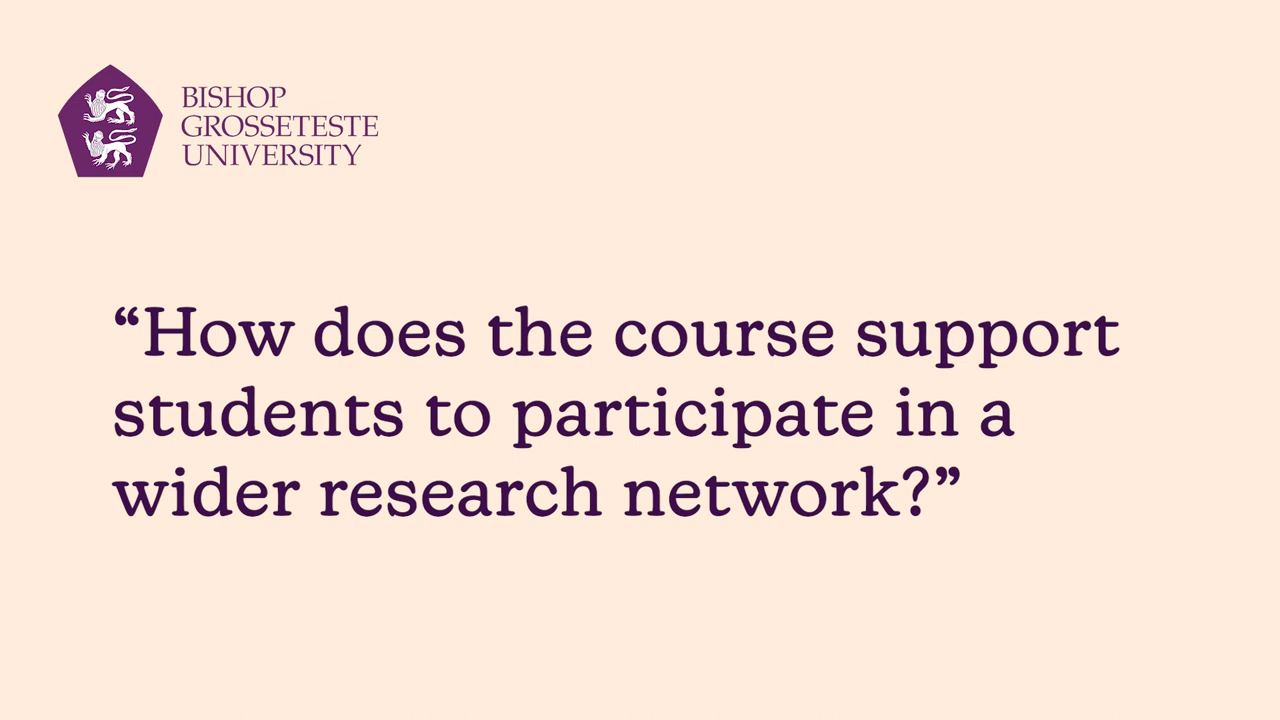 BISHOP
GROSSETESTE
UNIVERSITY
“How does the course support
students to participate in a
wider research network?”